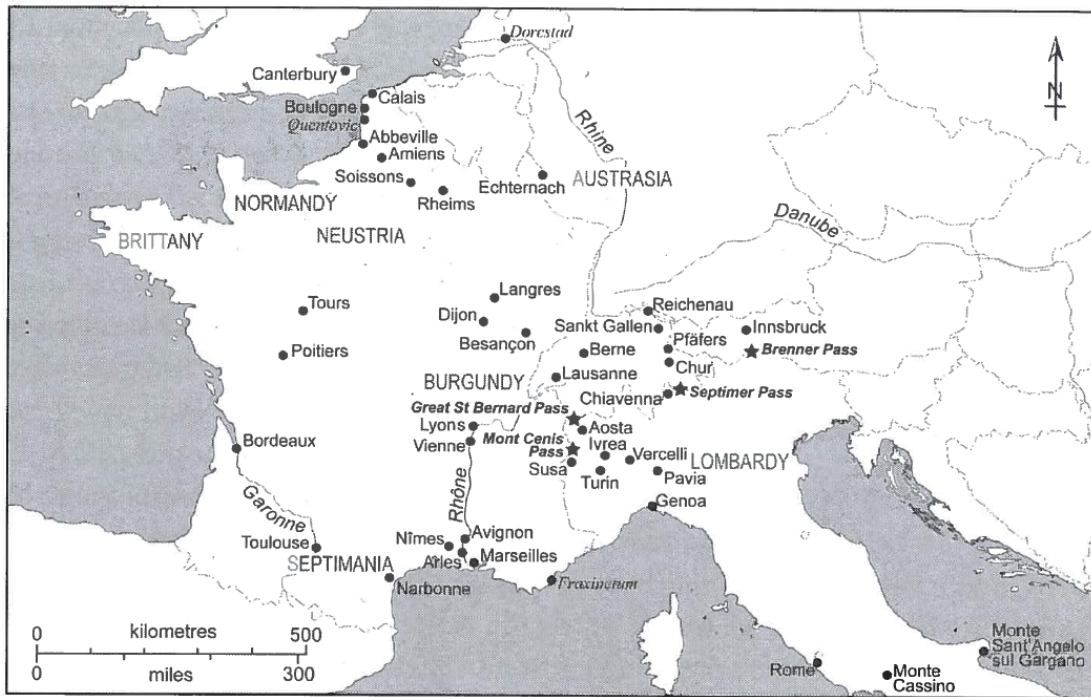 Dorestad
N
Canterbury
Calais
Boulogne
Quentovic
Rhine
Abbeville
Amiens
Soissons
Echternach
AUSTRASIA
Rheims
NORMANDY
NEUSTRIA
Danube
BRITTANY
Langres
Tours
Reichenau
Dijon
Sankt Gallen
Innsbruck
Besançon
Pfäfers
Berne
Brenner Pass
Poitiers
Chur
Lausanne
BURGUNDY
Chiavenna
Septimer Pass
Great St Bernard Pass
Lyons
Aosta
Bordeaux
Vienne
Mont Cenis
Pass
Ivrea
Vercelli
LOMBARDY
Susa
Turin
Pavia
Garonne
Rhône
Genoa
Avignon
Nîmes
Toulouse
SEPTIMANIA
Arles
Marseilles
Narbonne
Fraxinetum
0
kilometres
500
0
miles
300
Rome
Monte
Cassino
Monte
Sant'Angelo
sul Gargano